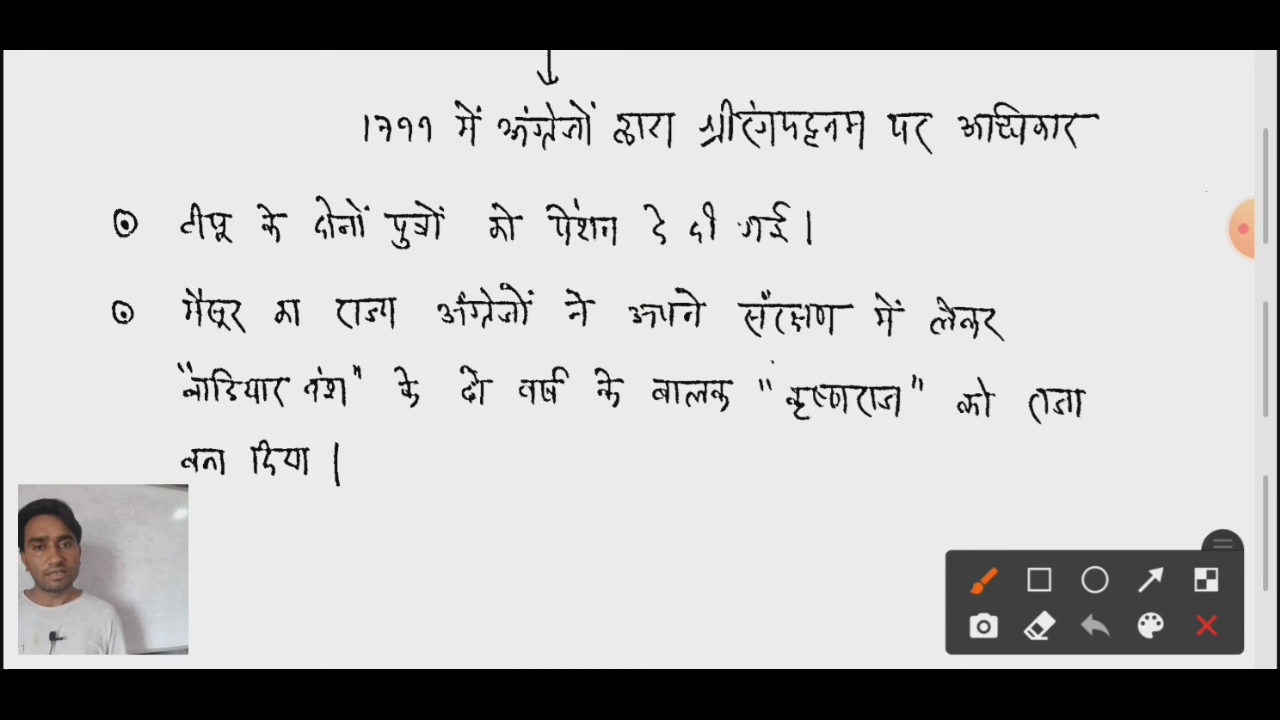 1799 में अंग्रेजों द्वारा श्रीरंगपट्टनम पर अधिकार
टीपू के दोनों पुत्रों को पेंशन दे दी गई।
मैसूर का राज्य अंग्रेजों ने अपने संरक्षण में लेकर
"वाडियार वंश" के दो वर्ष के बालक "कृष्णराज" को राजा
बना दिया।